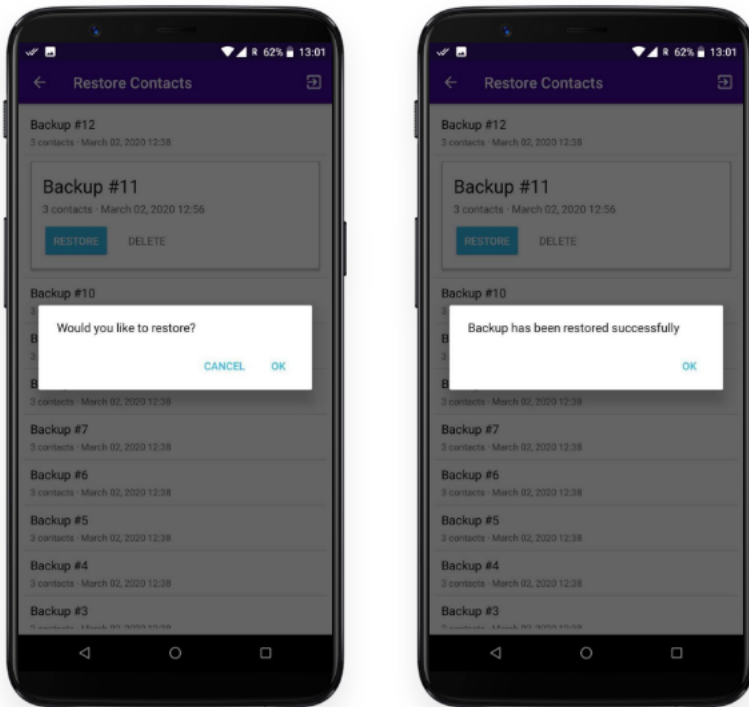 R 62% 13:01
Restore Contacts
Backup #12
3 contacts · March 02, 2020 12:38
Backup #11
3 contacts · March 02, 2020 12:56
RESTORE DELETE
Backup #10
3
Would you like to restore?
B
3
CANCEL OK
B
3 contacts · March 02, 2020 12:38
Backup #7
3 contacts · March 02, 2020 12:38
Backup #6
3 contacts · March 02, 2020 12:38
Backup #5
3 contacts · March 02, 2020 12:38
Backup #4
3 contacts · March 02, 2020 12:38
Backup #3
R 62% 13:01
Restore Contacts
Backup #12
3 contacts · March 02, 2020 12:38
Backup #11
3 contacts · March 02, 2020 12:56
RESTORE DELETE
Backup #10
3
Backup has been restored successfully
B
3
OK
B
3 contacts · March 02, 2020 12:38
Backup #7
3 contacts · March 02, 2020 12:38
Backup #6
3 contacts · March 02, 2020 12:38
Backup #5
3 contacts · March 02, 2020 12:38
Backup #4
3 contacts · March 02, 2020 12:38
Backup #3